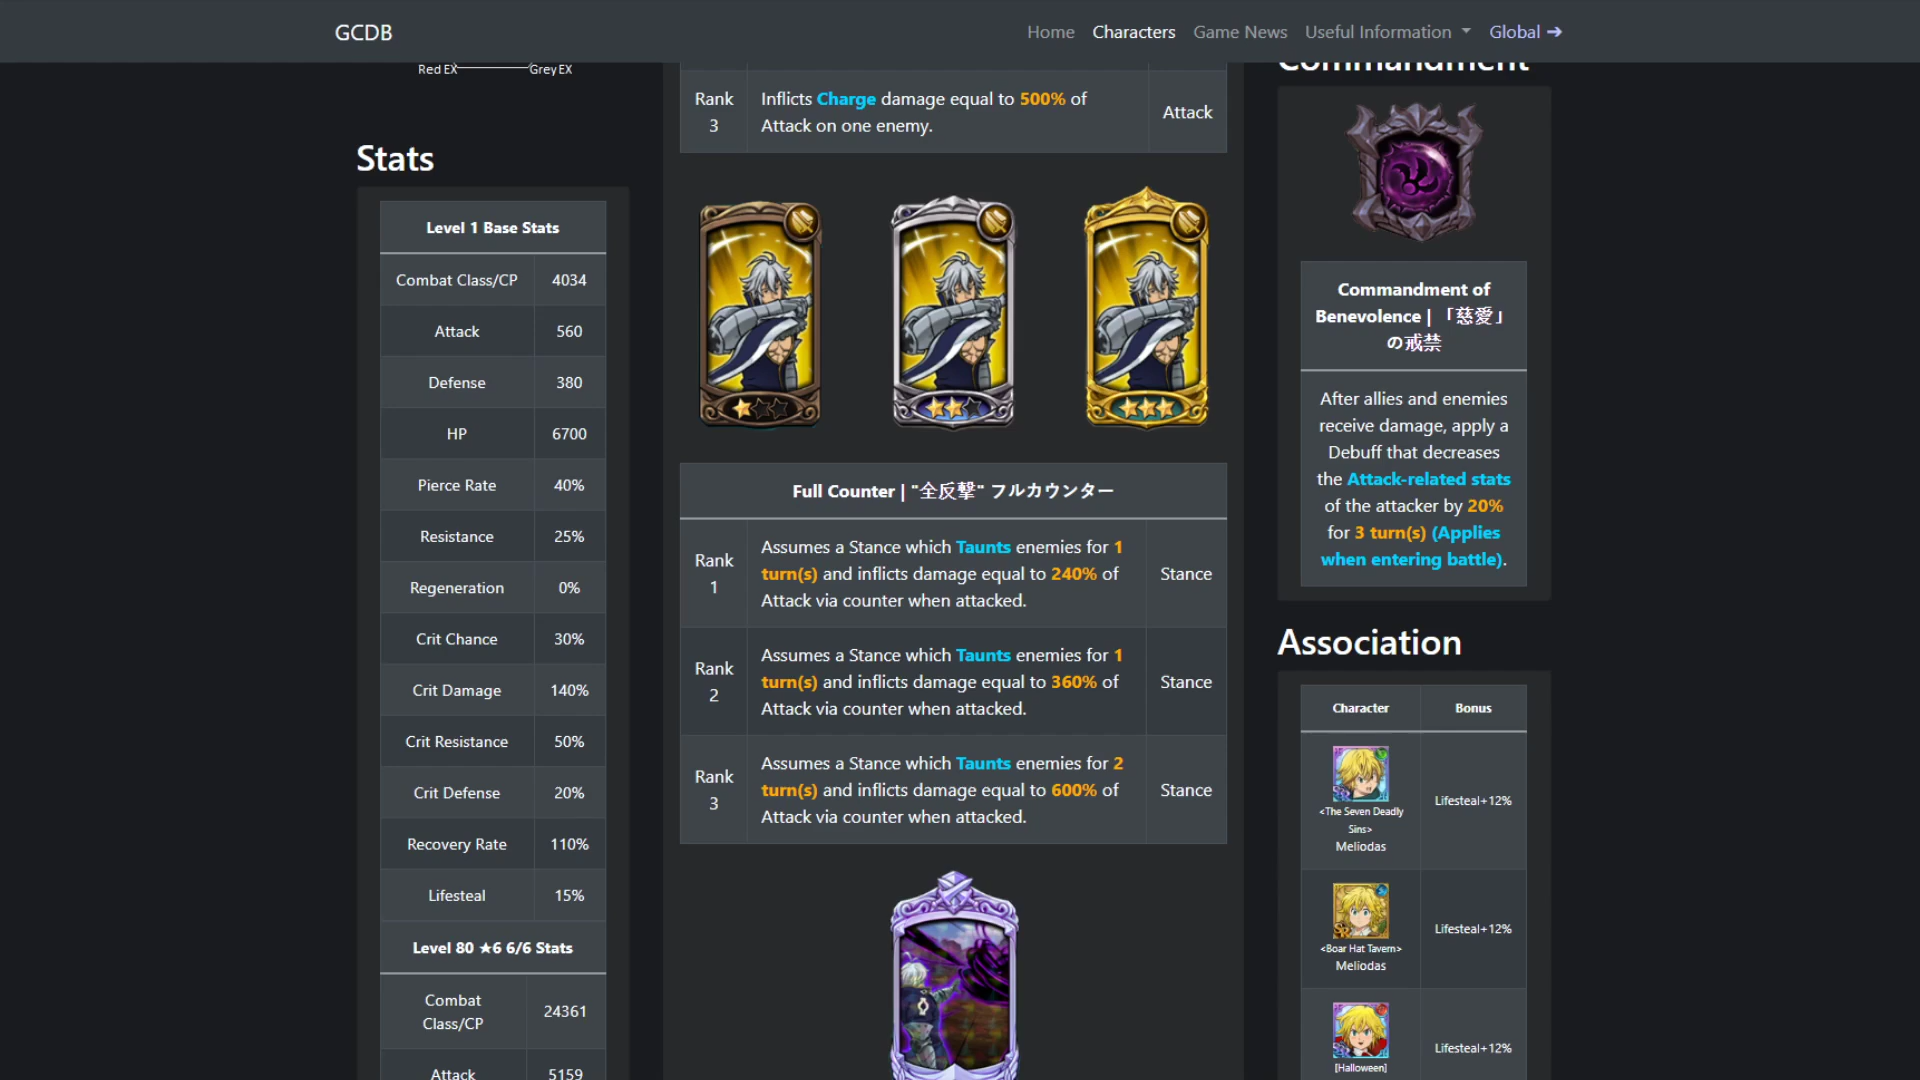 GCDB
Home
Characters
Game News
Useful Information
Global ➔
Red EX
Grey EX
Stats
Level 1 Base Stats
Combat Class/CP 4034
Attack 560
Defense 380
HP 6700
Pierce Rate 40%
Resistance 25%
Regeneration 0%
Crit Chance 30%
Crit Damage 140%
Crit Resistance 50%
Crit Defense 20%
Recovery Rate 110%
Lifesteal 15%
Level 80 ★6 6/6 Stats
Combat
Class/CP
24361
Attack 5159
Rank
3
Inflicts Charge damage equal to 500% of
Attack on one enemy.
Attack
Full Counter | "全反撃" フルカウンター
Rank
1
Assumes a Stance which Taunts enemies for 1
turn(s) and inflicts damage equal to 240% of
Attack via counter when attacked.
Stance
Rank
2
Assumes a Stance which Taunts enemies for 1
turn(s) and inflicts damage equal to 360% of
Attack via counter when attacked.
Stance
Rank
3
Assumes a Stance which Taunts enemies for 2
turn(s) and inflicts damage equal to 600% of
Attack via counter when attacked.
Stance
Commandment
Commandment of
Benevolence | 「慈愛」
の戒禁
After allies and enemies
receive damage, apply a
Debuff that decreases
the Attack-related stats
of the attacker by 20%
for 3 turn(s) (Applies
when entering battle).
Association
Character Bonus
<The Seven Deadly
Sins>
Meliodas
Lifesteal+12%
SR
<Boar Hat Tavern>
Meliodas
Lifesteal+12%
[Halloween]
Lifesteal+12%